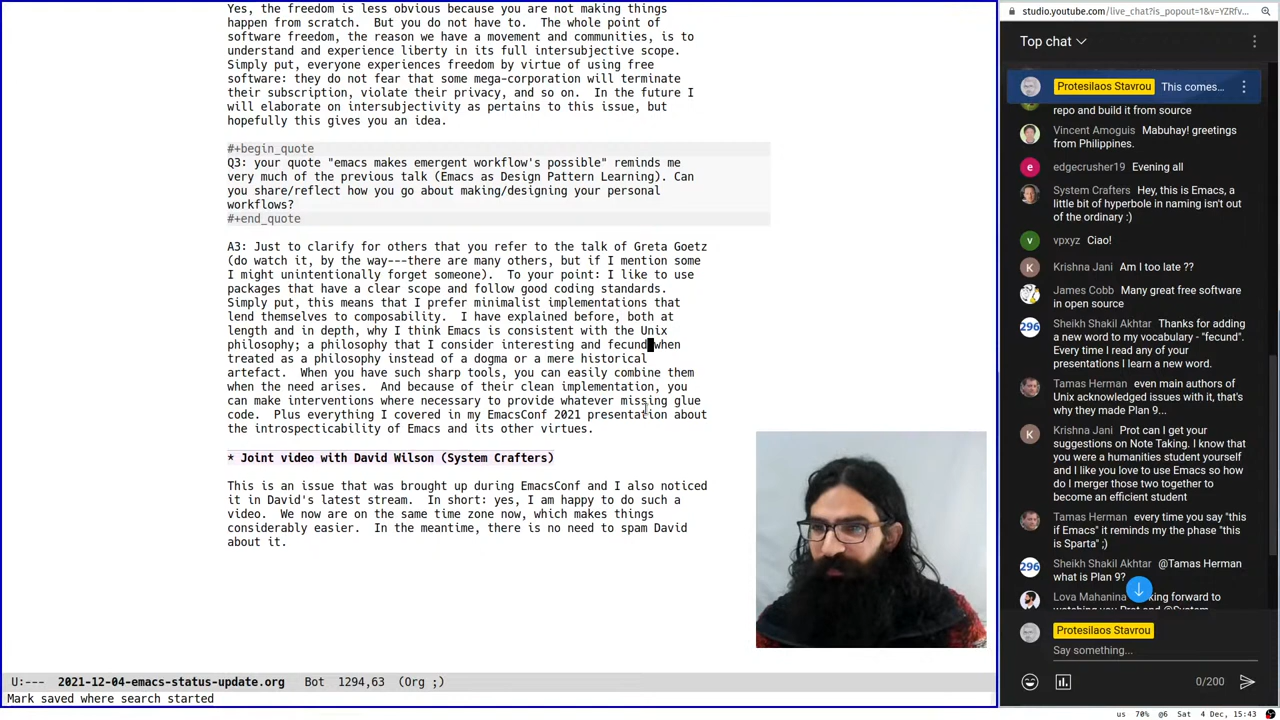 Yes, the freedom is less obvious because you are not making things
happen from scratch.  But you do not have to.  The whole point of
software freedom, the reason we have a movement and communities, is to
understand and experience liberty in its full intersubjective scope.
Simply put, everyone experiences freedom by virtue of using free
software: they do not fear that some mega-corporation will terminate
their subscription, violate their privacy, and so on.  In the future I
will elaborate on intersubjectivity as pertains to this issue, but
hopefully this gives you an idea.
#+begin_quote
Q3: your quote "emacs makes emergent workflow's possible" reminds me
very much of the previous talk (Emacs as Design Pattern Learning). Can
you share/reflect how you go about making/designing your personal
workflows?
#+end_quote
A3: Just to clarify for others that you refer to the talk of Greta Goetz
(do watch it, by the way---there are many others, but if I mention some
I might unintentionally forget someone).  To your point: I like to use
packages that have a clear scope and follow good coding standards.
Simply put, this means that I prefer minimalist implementations that
lend themselves to composability.  I have explained before, both at
length and in depth, why I think Emacs is consistent with the Unix
philosophy; a philosophy that I consider interesting and fecund when
treated as a philosophy instead of a dogma or a mere historical
artefact.  When you have such sharp tools, you can easily combine them
when the need arises.  And because of their clean implementation, you
can make interventions where necessary to provide whatever missing glue
code.  Plus everything I covered in my EmacsConf 2021 presentation about
the introspecticability of Emacs and its other virtues.
* Joint video with David Wilson (System Crafters)
This is an issue that was brought up during EmacsConf and I also noticed
it in David's latest stream.  In short: yes, I am happy to do such a
video.  We now are on the same time zone now, which makes things
considerably easier.  In the meantime, there is no need to spam David
about it.
U:---  2021-12-04-emacs-status-update.org   Bot   1294,63  (Org ;)
Mark saved where search started
studio.youtube.com/live_chat?is_popout=1&v=YZRfv...
Top chat
Protesilaos Stavrou This comes...
repo and build it from source
Vincent Amoguis Mabuhay! greetings
from Philippines.
e
edgecrusher19 Evening all
System Crafters Hey, this is Emacs, a
little bit of hyperbole in naming isn't out
of the ordinary :)
v
vpxyz Ciao!
K
Krishna Jani Am I too late ??
James Cobb Many great free software
in open source
296
Sheikh Shakil Akhtar Thanks for adding
a new word to my vocabulary - "fecund".
Every time I read any of your
presentations I learn a new word.
Tamas Herman even main authors of
Unix acknowledged issues with it, that's
why they made Plan 9...
K
Krishna Jani Prot can I get your
suggestions on Note Taking. I know that
you were a humanities student yourself
and I like you love to use Emacs so how
do I merge those two together to
become an efficient student
Tamas Herman every time you say "this
if Emacs" it reminds my the phase "this
is Sparta" ;)
296
Sheikh Shakil Akhtar @Tamas Herman
what is Plan 9?
Lova Mahanina king forward to
Protesilaos Stavrou
Say something...
0/200
us 70% @6 Sat 4 Dec, 15:43